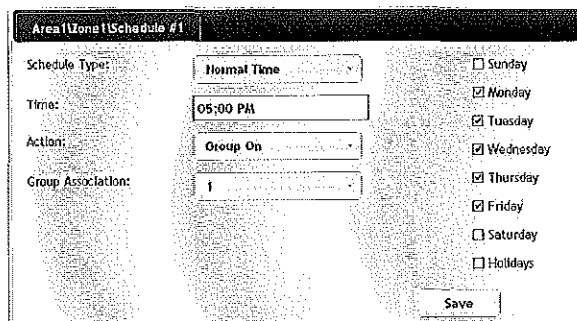 Area1\Zone1\Schedule #1
Schedule Type: Normal Time
Time: 05:00 PM
Action: Group On
Group Association: 1
Sunday
Monday
Tuesday
Wednesday
Thursday
Friday
Saturday
Holidays
Save